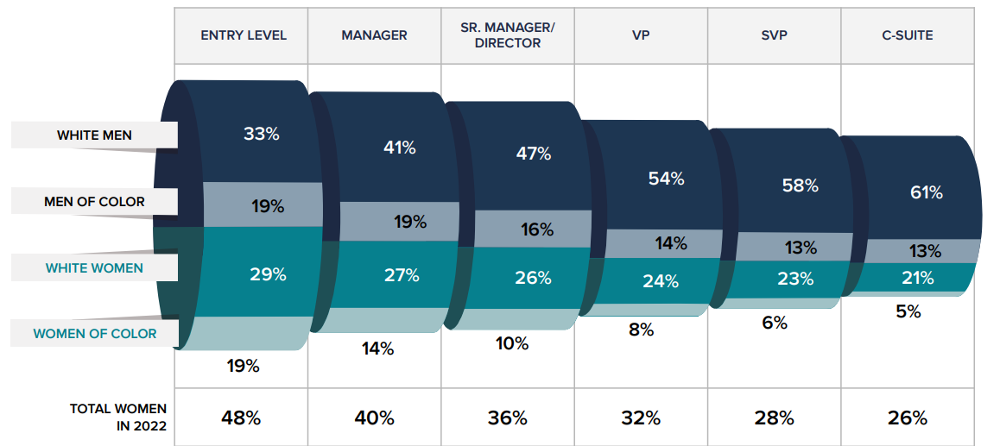 ENTRY LEVEL
MANAGER
SR. MANAGER/
DIRECTOR
VP
SVP
C-SUITE
WHITE MEN
33%
41%
47%
54%
58%
61%
MEN OF COLOR
19%
19%
16%
14%
13%
13%
WHITE WOMEN
29%
27%
26%
24%
23%
21%
WOMEN OF COLOR
19%
14%
10%
8%
6%
5%
TOTAL WOMEN
IN 2022
48%
40%
36%
32%
28%
26%